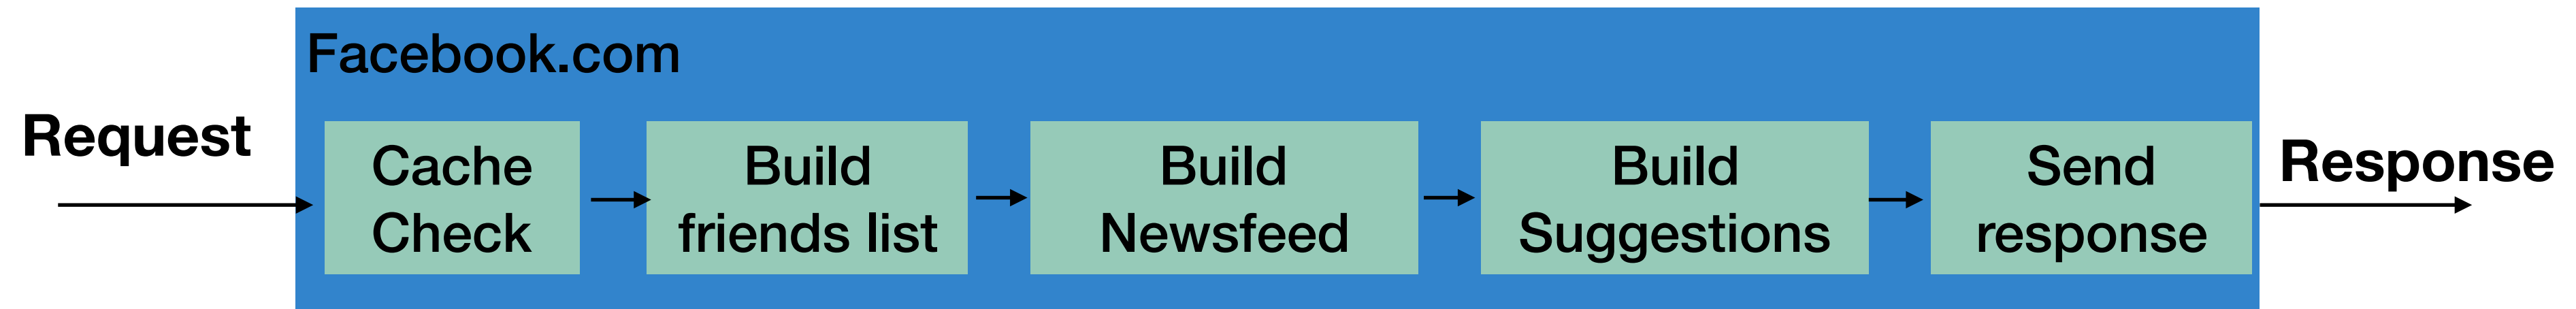 Facebook.com
Request
Cache
Check
Build
friends list
Build
Newsfeed
Build
Suggestions
Send
response
Response